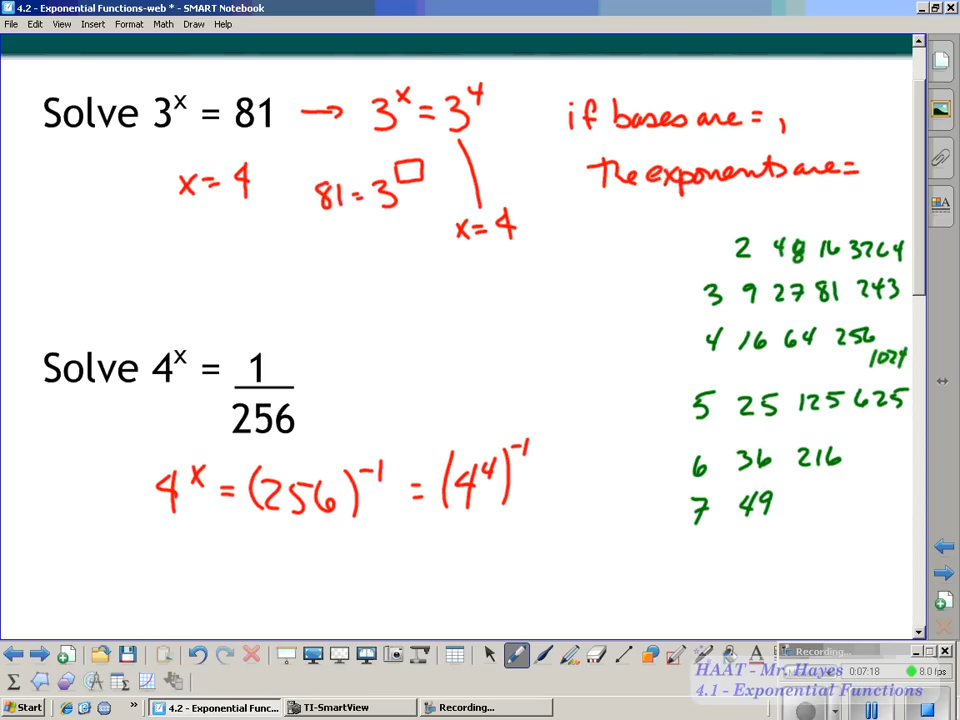 4.2 - Exponential Functions-web * - SMART Notebook
File Edit View Insert Format Math Draw Help
Solve 3ˣ = 81 → 3ˣ = 3⁴
if bases are = ,
the exponents are =
x = 4
81 = 3□
x = 4
2 4 8 16 32 64
3 9 27 81 243
4 16 64 256
1024
5 25 125 625
6 36 216
7 49
Solve 4ˣ = 1/256
4ˣ = (256)⁻¹ = (4⁴)⁻¹
Recording...
0:07:18 8.0 fps
HAAT - Mr. Hayes
4.1 - Exponential Functions
Start » 4.2 - Exponential Func... TI-SmartView Recording...